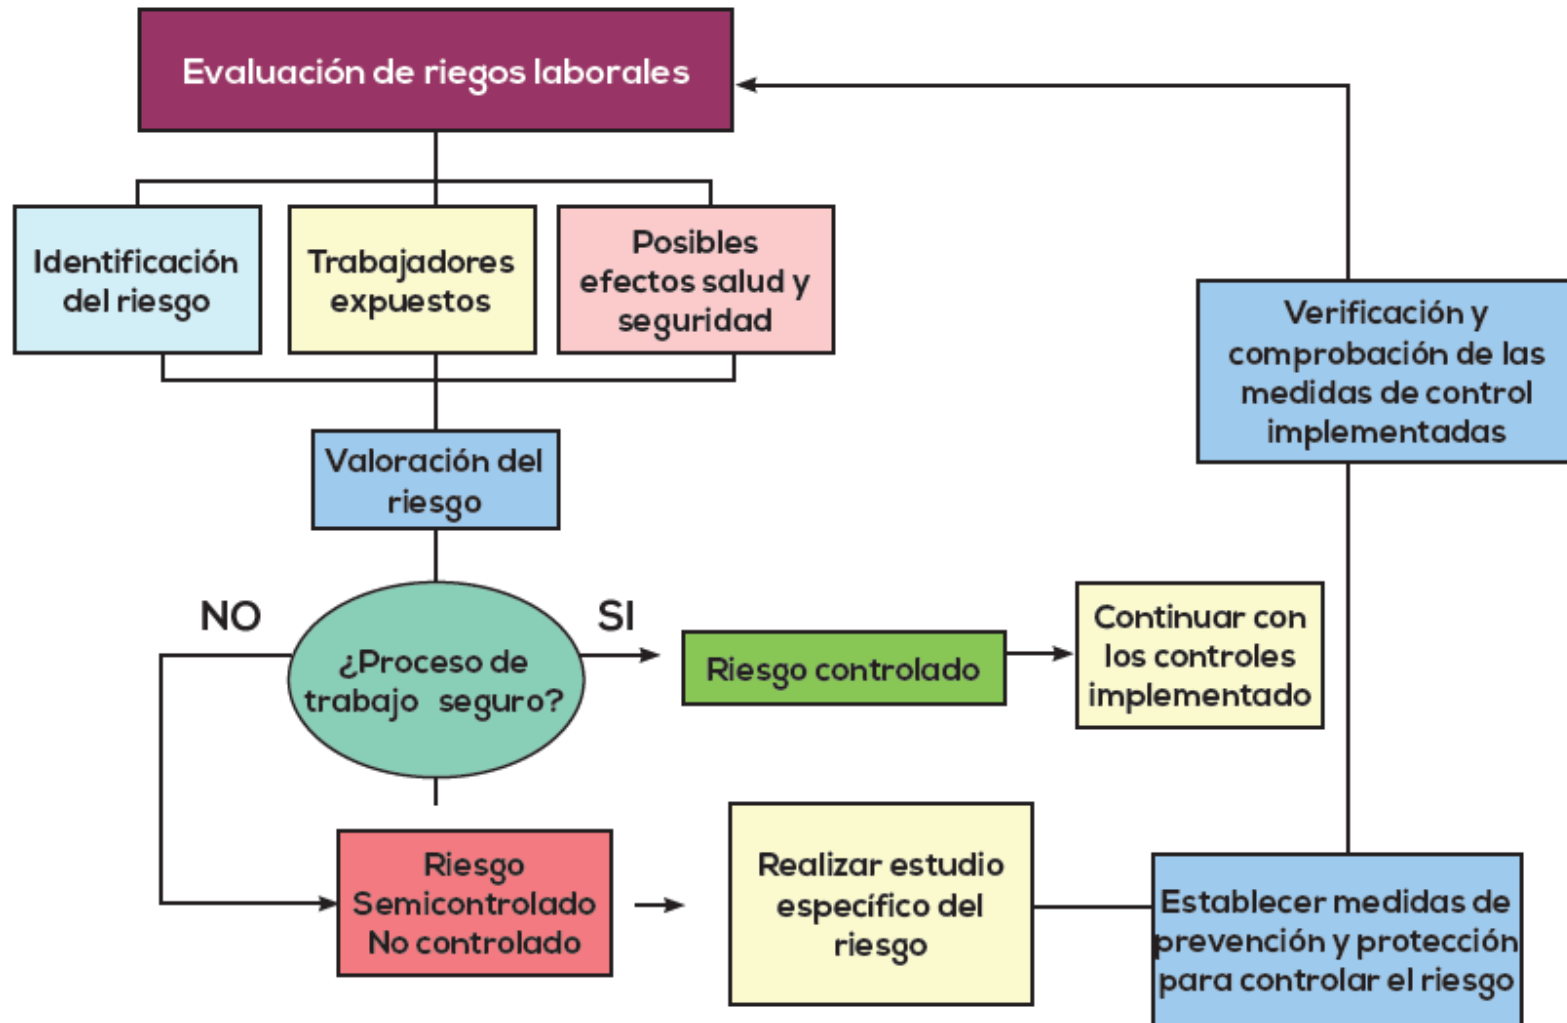 Evaluación de riegos laborales
Identificación
del riesgo
Trabajadores
expuestos
Posibles
efectos salud y
seguridad
Verificación y
comprobación de las
medidas de control
implementadas
Valoración del
riesgo
NO
SI
¿Proceso de
trabajo seguro?
Riesgo controlado
Continuar con
los controles
implementado
Riesgo
Semicontrolado
No controlado
Realizar estudio
específico del
riesgo
Establecer medidas de
prevención y protección
para controlar el riesgo